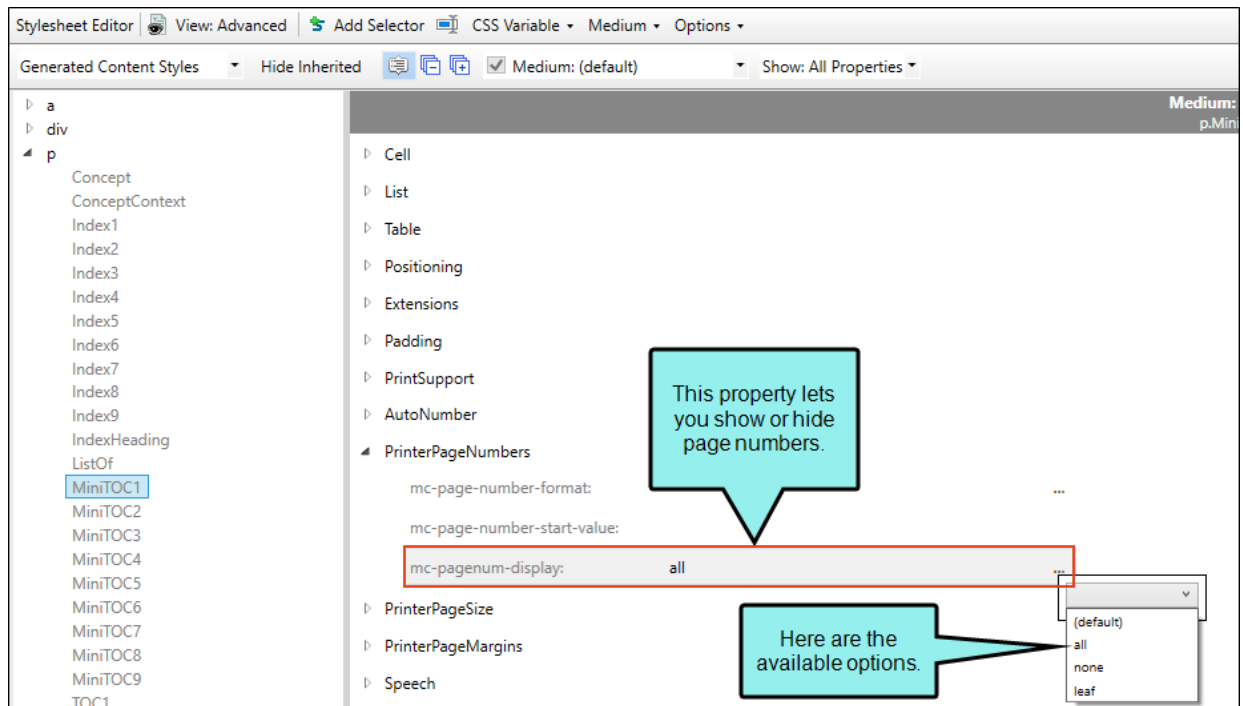 Stylesheet Editor View: Advanced Add Selector CSS Variable Medium Options
Generated Content Styles Hide Inherited Medium: (default) Show: All Properties
a
div
p
Concept
ConceptContext
Index1
Index2
Index3
Index4
Index5
Index6
Index7
Index8
Index9
IndexHeading
ListOf
MiniTOC1
MiniTOC2
MiniTOC3
MiniTOC4
MiniTOC5
MiniTOC6
MiniTOC7
MiniTOC8
MiniTOC9
TOC1
Medium:
p.Mini
Cell
List
Table
Positioning
Extensions
Padding
PrintSupport
AutoNumber
PrinterPageNumbers
mc-page-number-format: ...
mc-page-number-start-value:
mc-pagenum-display: all ...
PrinterPageSize
PrinterPageMargins
Speech
This property lets
you show or hide
page numbers.
Here are the
available options.
(default)
all
none
leaf